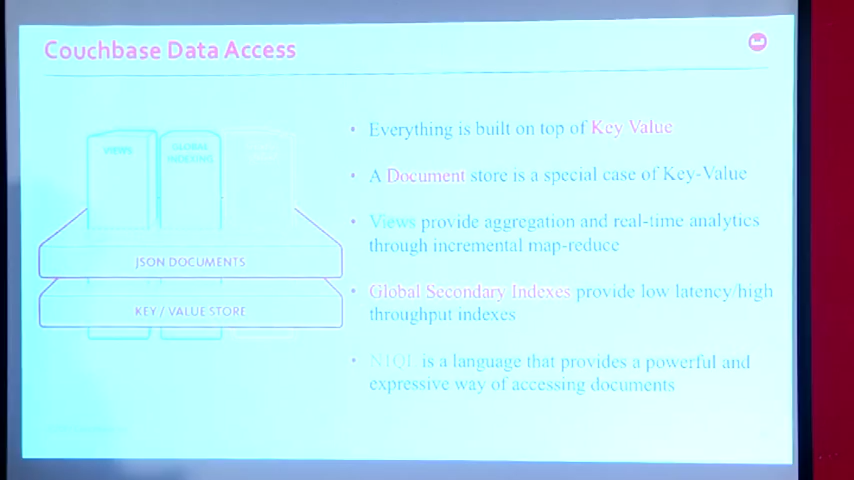 Couchbase Data Access
VIEWS
GLOBAL
INDEXING
JSON DOCUMENTS
KEY / VALUE STORE
• Everything is built on top of Key Value
• A Document store is a special case of Key-Value
• Views provide aggregation and real-time analytics
through incremental map-reduce
• Global Secondary Indexes provide low latency/high
throughput indexes
• N1QL is a language that provides a powerful and
expressive way of accessing documents